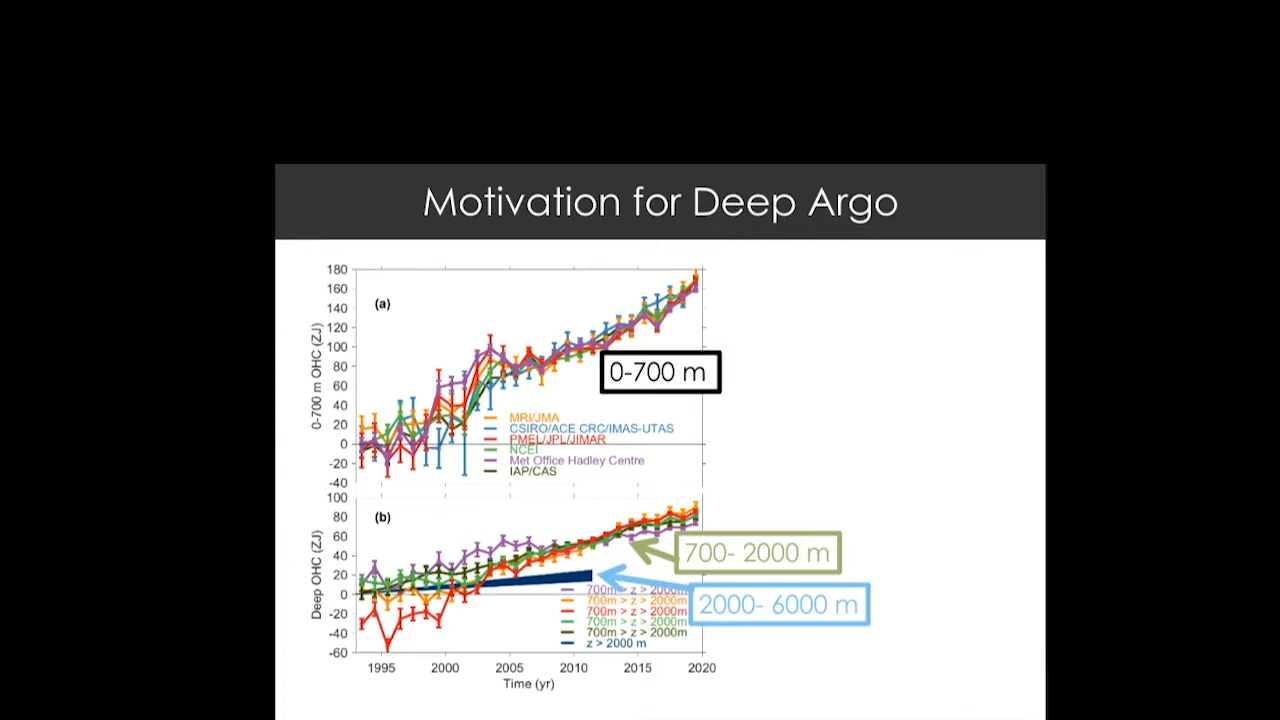 Motivation for Deep Argo
180
160
140
120
100
80
60
40
20
0
-20
-40
0-700 m OHC (ZJ)
(a)
0-700 m
MRI/JMA
CSIRO/ACE CRC/IMAS-UTAS
PMEL/JPL/JIMAR
NCEI
Met Office Hadley Centre
IAP/CAS
100
80
60
40
20
0
-20
-40
-60
Deep OHC (ZJ)
(b)
700- 2000 m
2000- 6000 m
700m > z > 2000m
700m > z > 2000m
700m > z > 2000m
700m > z > 2000m
700m > z > 2000m
z > 2000 m
1995 2000 2005 2010 2015 2020
Time (yr)